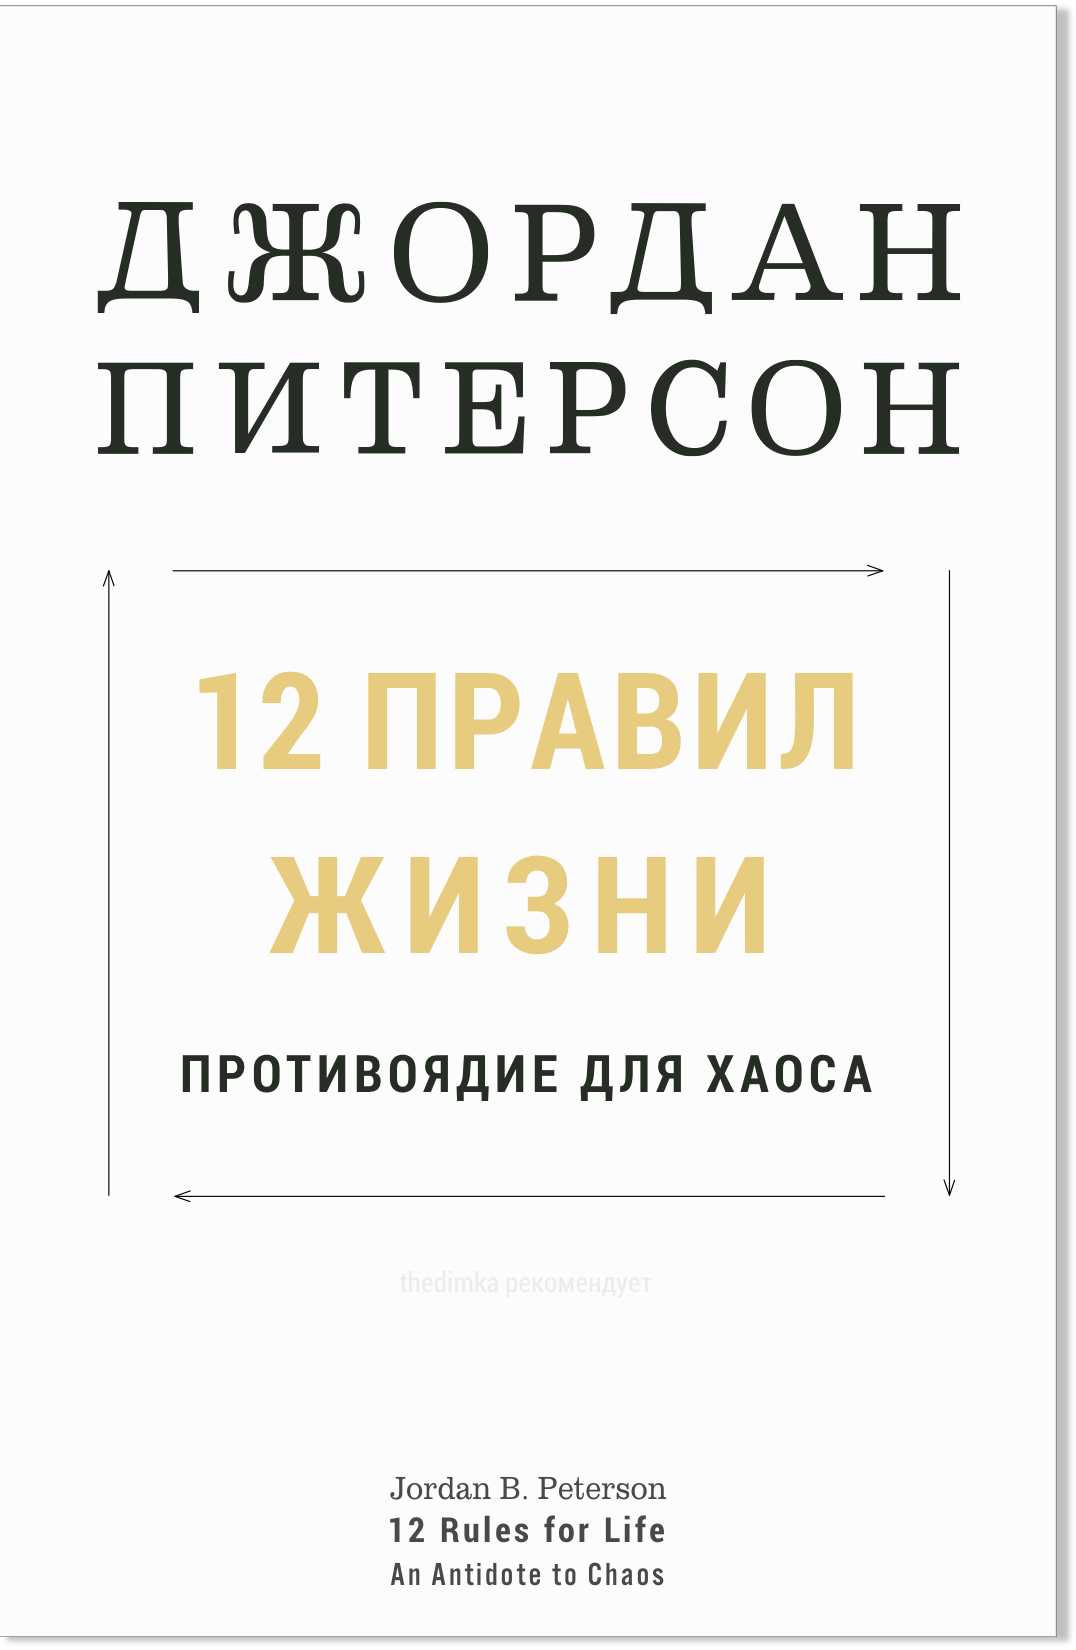 ДЖОРДАН
ПИТЕРСОН
12 ПРАВИЛ
ЖИЗНИ
ПРОТИВОЯДИЕ ДЛЯ ХАОСА
thedimka рекомендует
Jordan B. Peterson
12 Rules for Life
An Antidote to Chaos